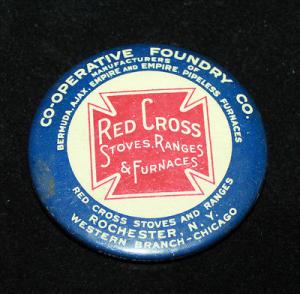 CO-OPERATIVE FOUNDRY CO.
MANUFACTURERS OF
BERMUDA, AJAX, EMPIRE AND EMPIRE PIPELESS FURNACES
RED CROSS
STOVES, RANGES
& FURNACES
RED CROSS STOVES AND RANGES
ROCHESTER, N.Y.
WESTERN BRANCH-CHICAGO